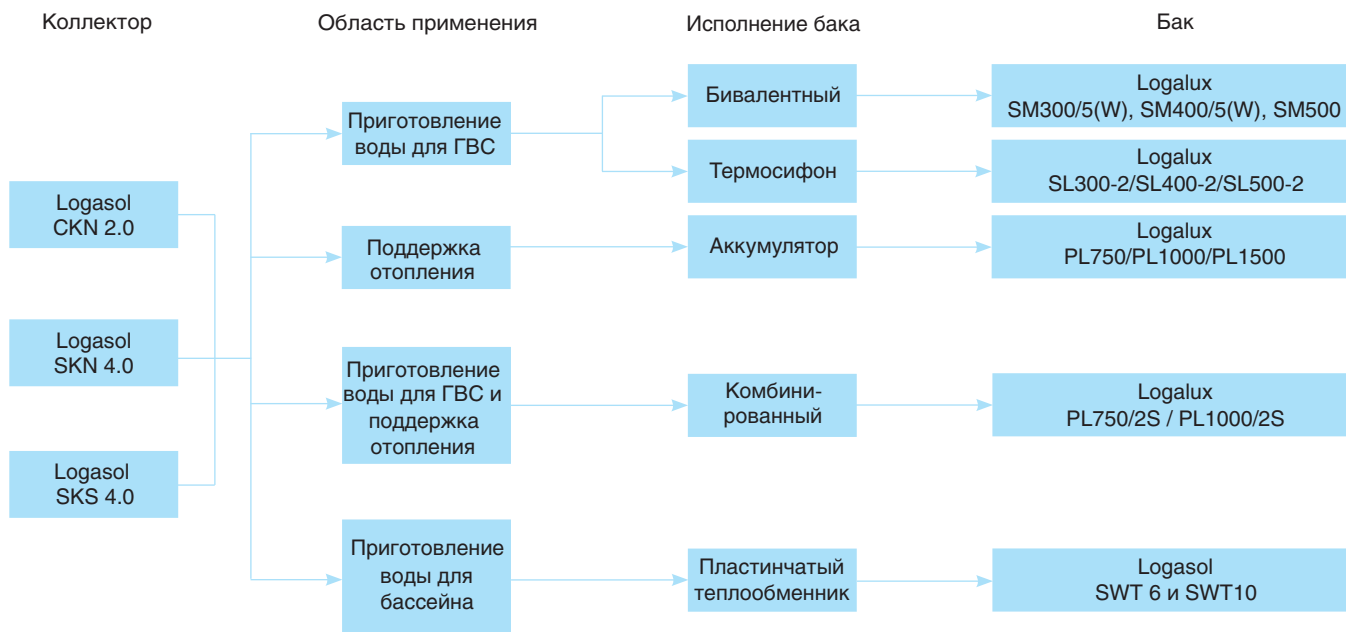 Коллектор
Область применения
Исполнение бака
Бак
Logasol
CKN 2.0
Logasol
SKN 4.0
Logasol
SKS 4.0
Приготовление
воды для ГВС
Поддержка
отопления
Приготовление
воды для ГВС и
поддержка
отопления
Приготовление
воды для
бассейна
Бивалентный
Термосифон
Аккумулятор
Комбини-
рованный
Пластинчатый
теплообменник
Logalux
SM300/5(W), SM400/5(W), SM500
Logalux
SL300-2/SL400-2/SL500-2
Logalux
PL750/PL1000/PL1500
Logalux
PL750/2S / PL1000/2S
Logasol
SWT 6 и SWT10